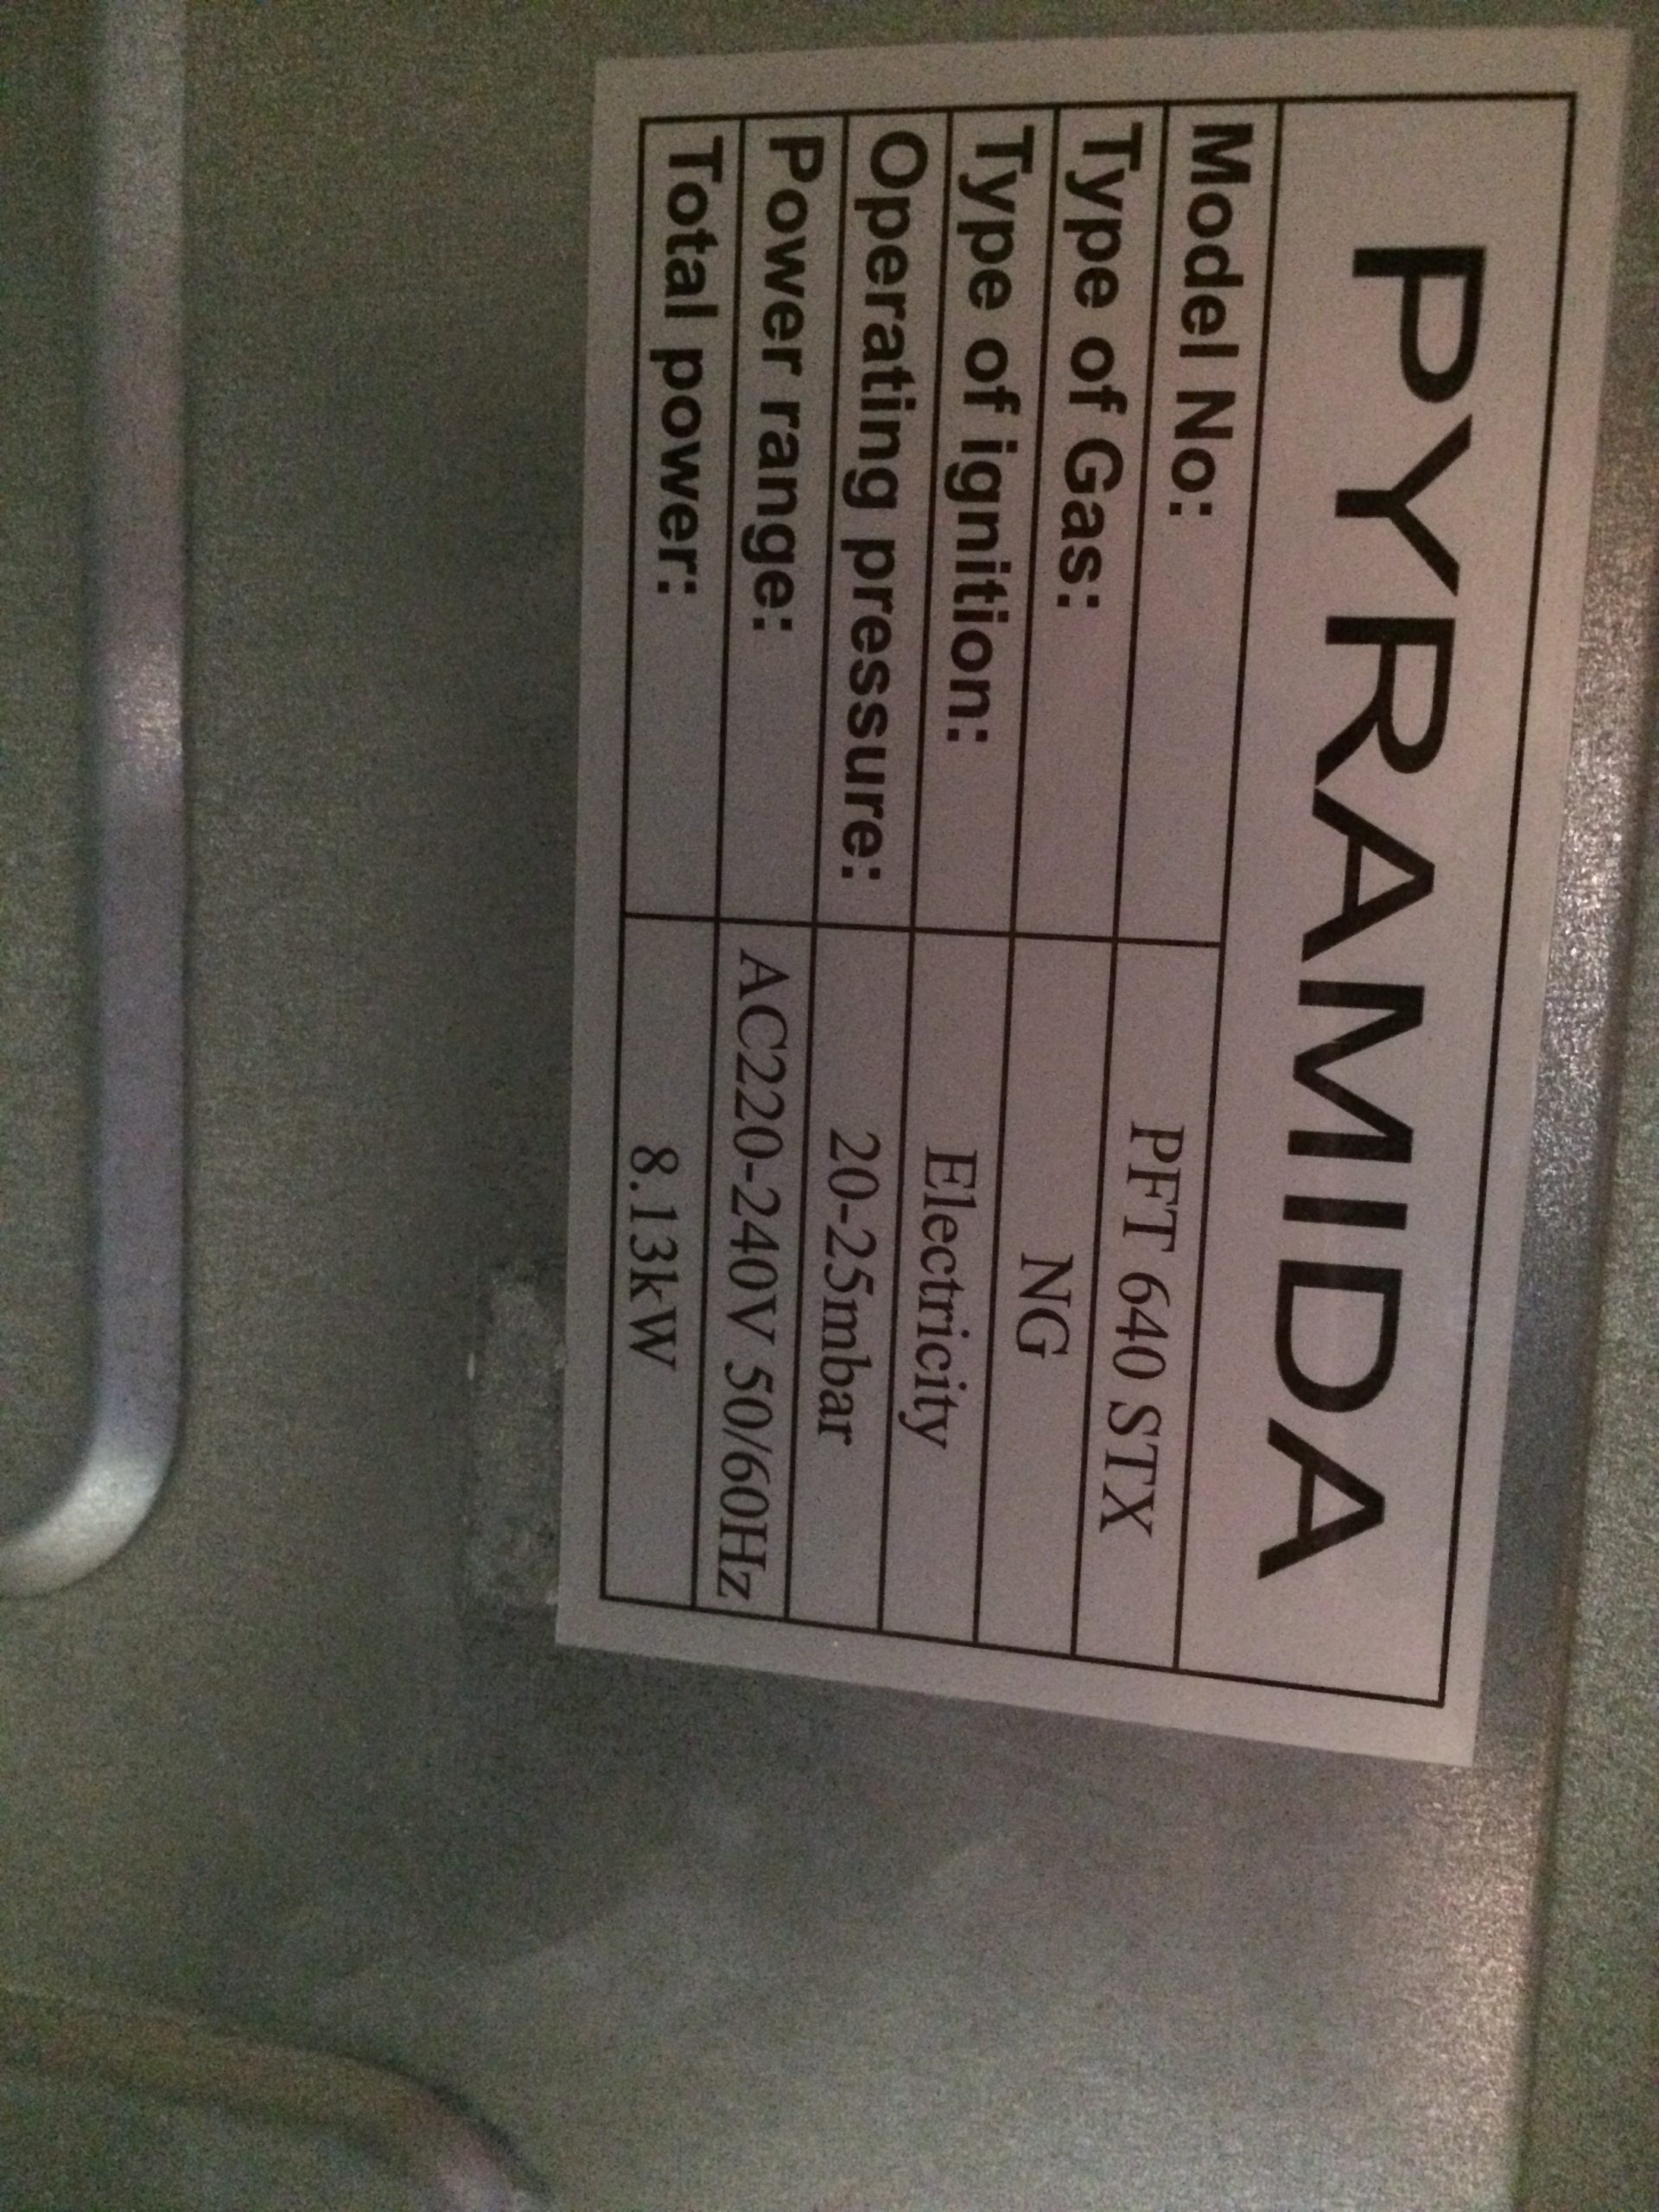 PYRAMIDA
Model No: PFT 640 STX
Type of Gas: NG
Type of ignition: Electricity
Operating pressure: 20-25mbar
Power range: AC220-240V 50/60Hz
Total power: 8.13kW